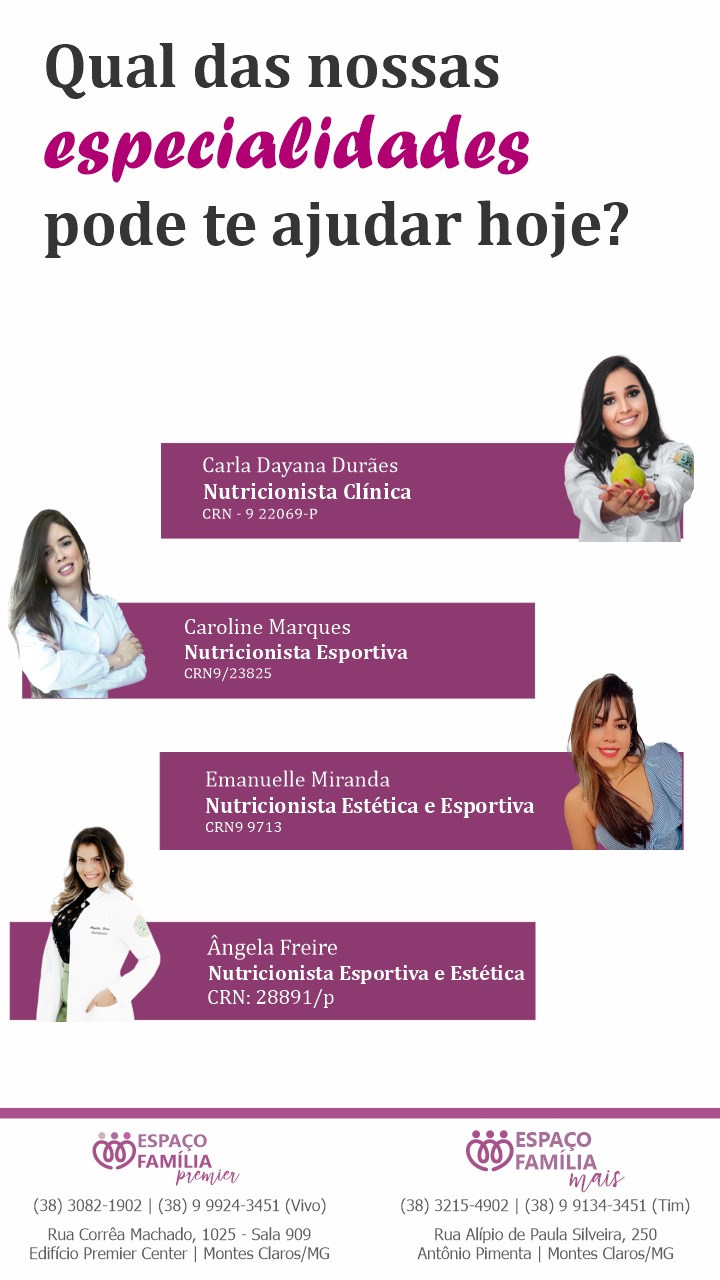 Qual das nossas
especialidades
pode te ajudar hoje?
Carla Dayana Durães
Nutricionista Clínica
CRN - 9 22069-P
Caroline Marques
Nutricionista Esportiva
CRN9/23825
Emanuelle Miranda
Nutricionista Estética e Esportiva
CRN9 9713
Ângela Freire
Nutricionista Esportiva e Estética
CRN: 28891/p
ESPAÇO
FAMÍLIA
premier
(38) 3082-1902 | (38) 9 9924-3451 (Vivo)
Rua Corrêa Machado, 1025 - Sala 909
Edifício Premier Center | Montes Claros/MG
ESPAÇO
FAMÍLIA
mais
(38) 3215-4902 | (38) 9 9134-3451 (Tim)
Rua Alípio de Paula Silveira, 250
Antônio Pimenta | Montes Claros/MG